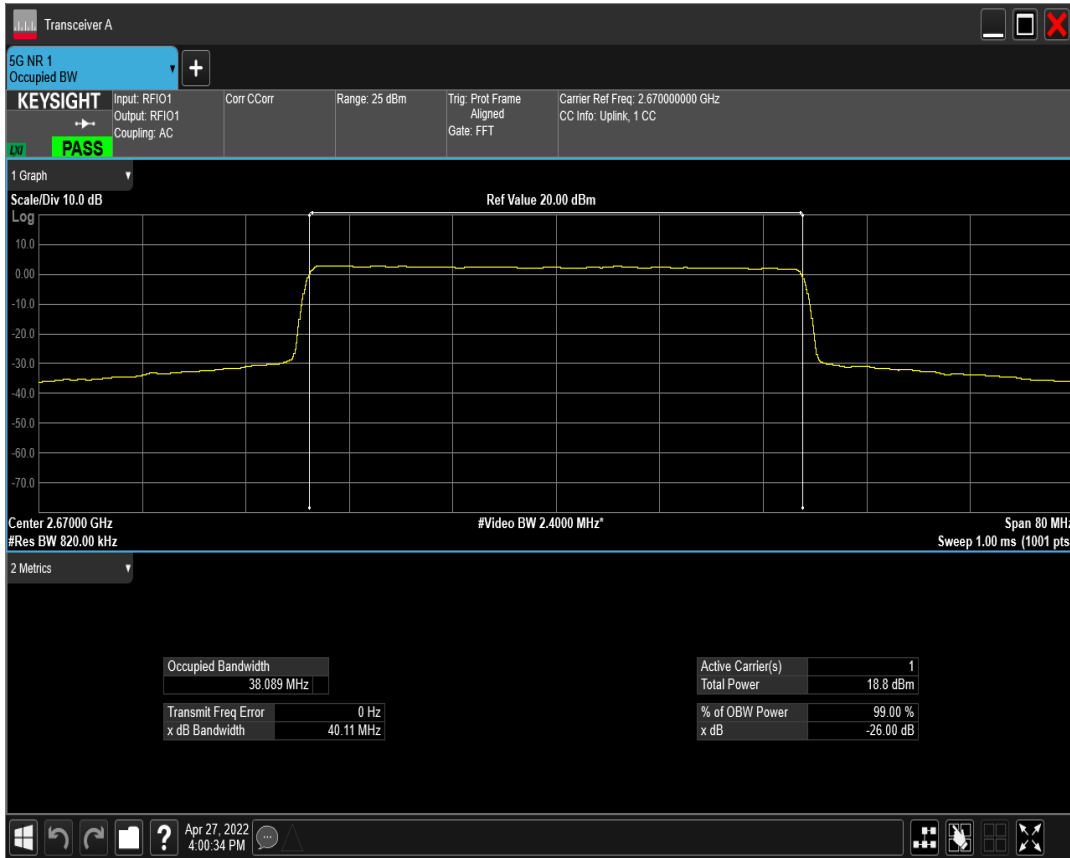 Transceiver A
5G NR 1
Occupied BW
+
KEYSIGHT
LXI
PASS
Input: RFIO1
Output: RFIO1
Coupling: AC
Corr CCorr
Range: 25 dBm
Trig: Prot Frame
Aligned
Gate: FFT
Carrier Ref Freq: 2.670000000 GHz
CC Info: Uplink, 1 CC
1 Graph
Scale/Div 10.0 dB
Ref Value 20.00 dBm
Log
10.0
0.00
-10.0
-20.0
-30.0
-40.0
-50.0
-60.0
-70.0
Center 2.67000 GHz
#Video BW 2.4000 MHz*
Span 80 MHz
#Res BW 820.00 kHz
Sweep 1.00 ms (1001 pts
2 Metrics
Occupied Bandwidth
38.089 MHz
Transmit Freq Error 0 Hz
x dB Bandwidth 40.11 MHz
Active Carrier(s) 1
Total Power 18.8 dBm
% of OBW Power 99.00 %
x dB -26.00 dB
?
Apr 27, 2022
4:00:34 PM